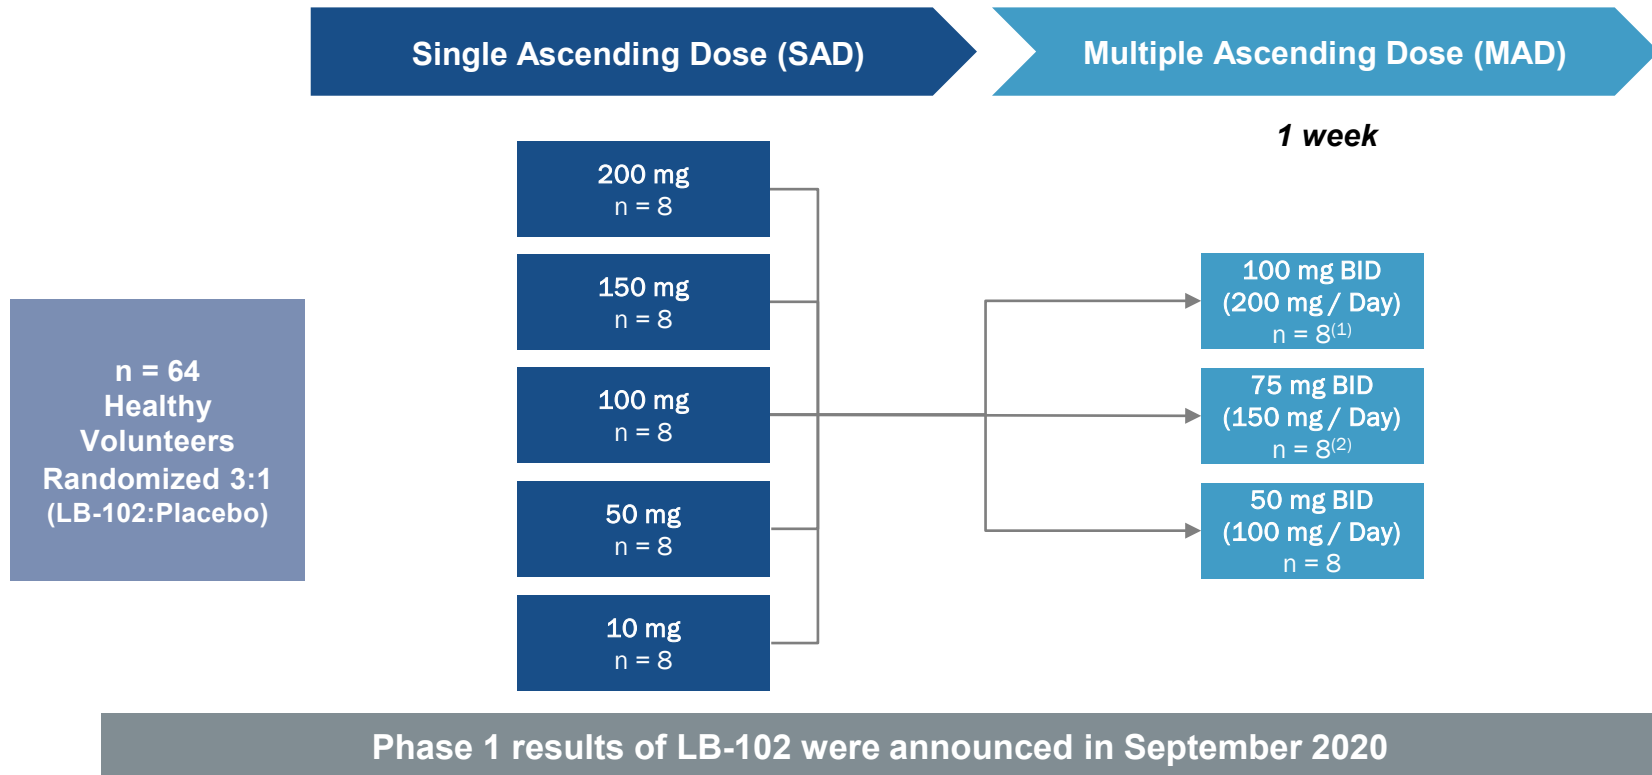 Single Ascending Dose (SAD)
Multiple Ascending Dose (MAD)
1 week
n = 64
Healthy
Volunteers
Randomized 3:1
(LB-102:Placebo)
200 mg
n = 8
150 mg
n = 8
100 mg
n = 8
50 mg
n = 8
10 mg
n = 8
100 mg BID
(200 mg / Day)
n = 8(1)
75 mg BID
(150 mg / Day)
n = 8(2)
50 mg BID
(100 mg / Day)
n = 8
Phase 1 results of LB-102 were announced in September 2020